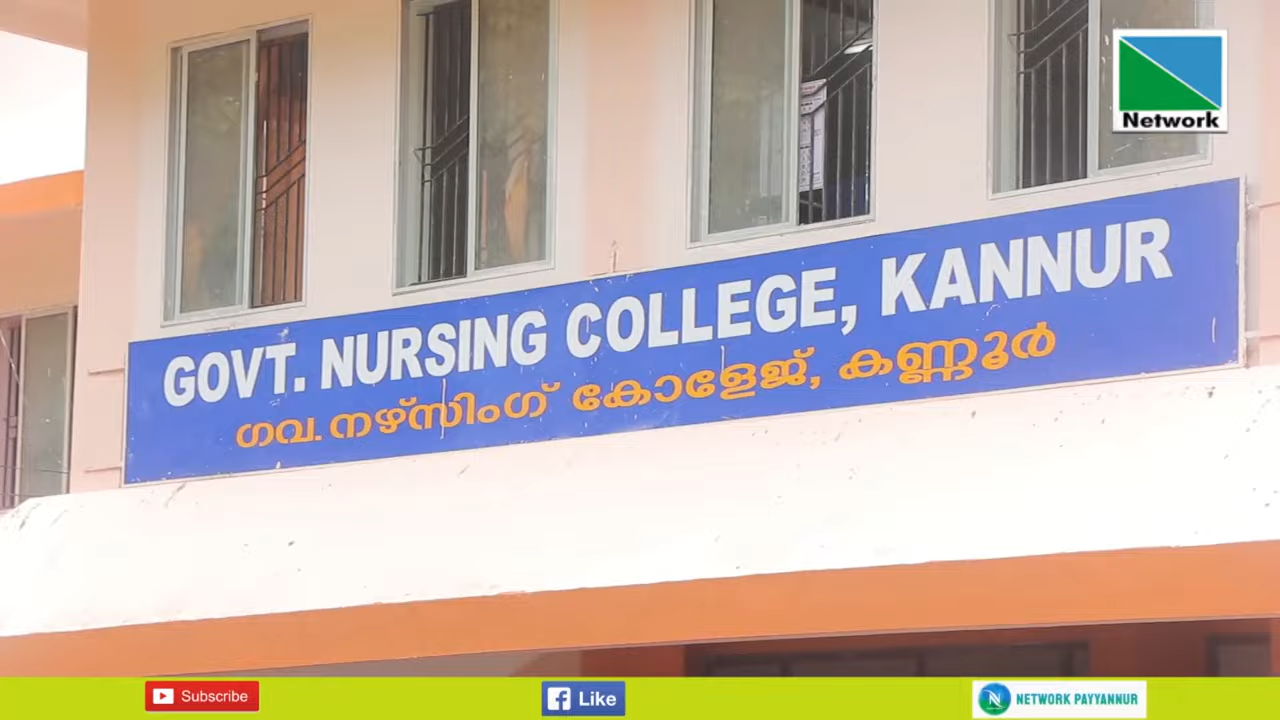 Network
GOVT. NURSING COLLEGE, KANNUR
ഗവ. നഴ്സിംഗ് കോളേജ്, കണ്ണൂർ
Subscribe
Like
NETWORK PAYYANNUR